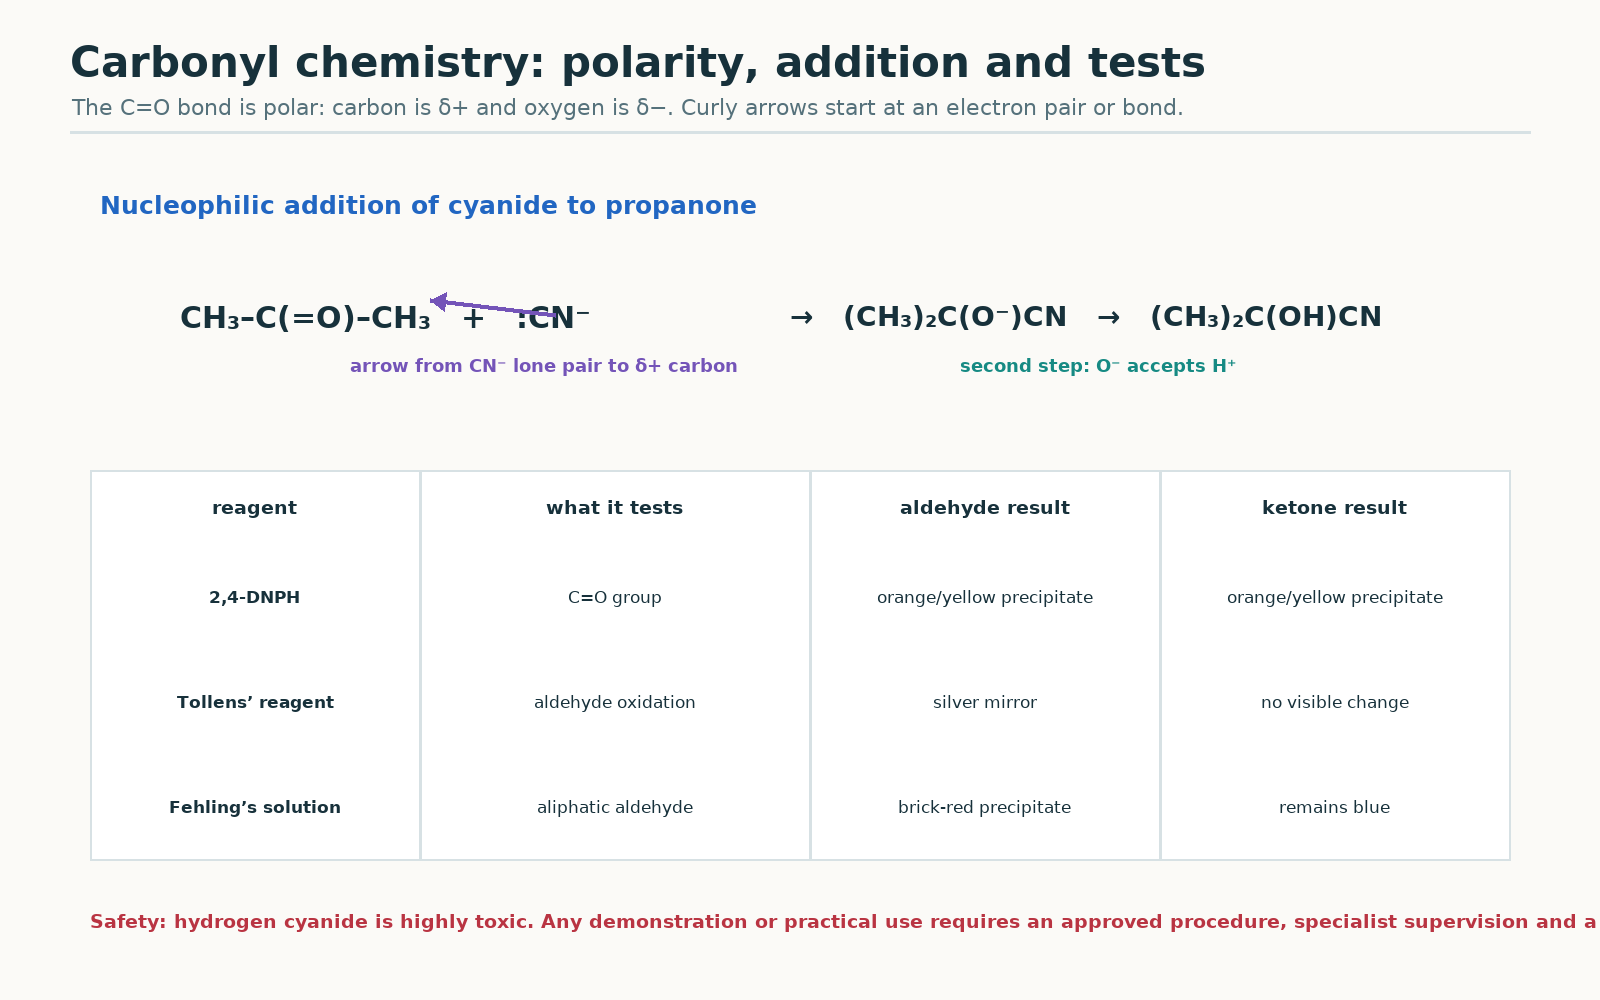 Carbonyl chemistry: polarity, addition and tests
The C=O bond is polar: carbon is δ+ and oxygen is δ−. Curly arrows start at an electron pair or bond.
Nucleophilic addition of cyanide to propanone
CH₃–C(=O)–CH₃ + :CN⁻ → (CH₃)₂C(O⁻)CN → (CH₃)₂C(OH)CN
arrow from CN⁻ lone pair to δ+ carbon second step: O⁻ accepts H⁺
reagent what it tests aldehyde result ketone result
2,4-DNPH C=O group orange/yellow precipitate orange/yellow precipitate
Tollens’ reagent aldehyde oxidation silver mirror no visible change
Fehling’s solution aliphatic aldehyde brick-red precipitate remains blue
Safety: hydrogen cyanide is highly toxic. Any demonstration or practical use requires an approved procedure, specialist supervision and a